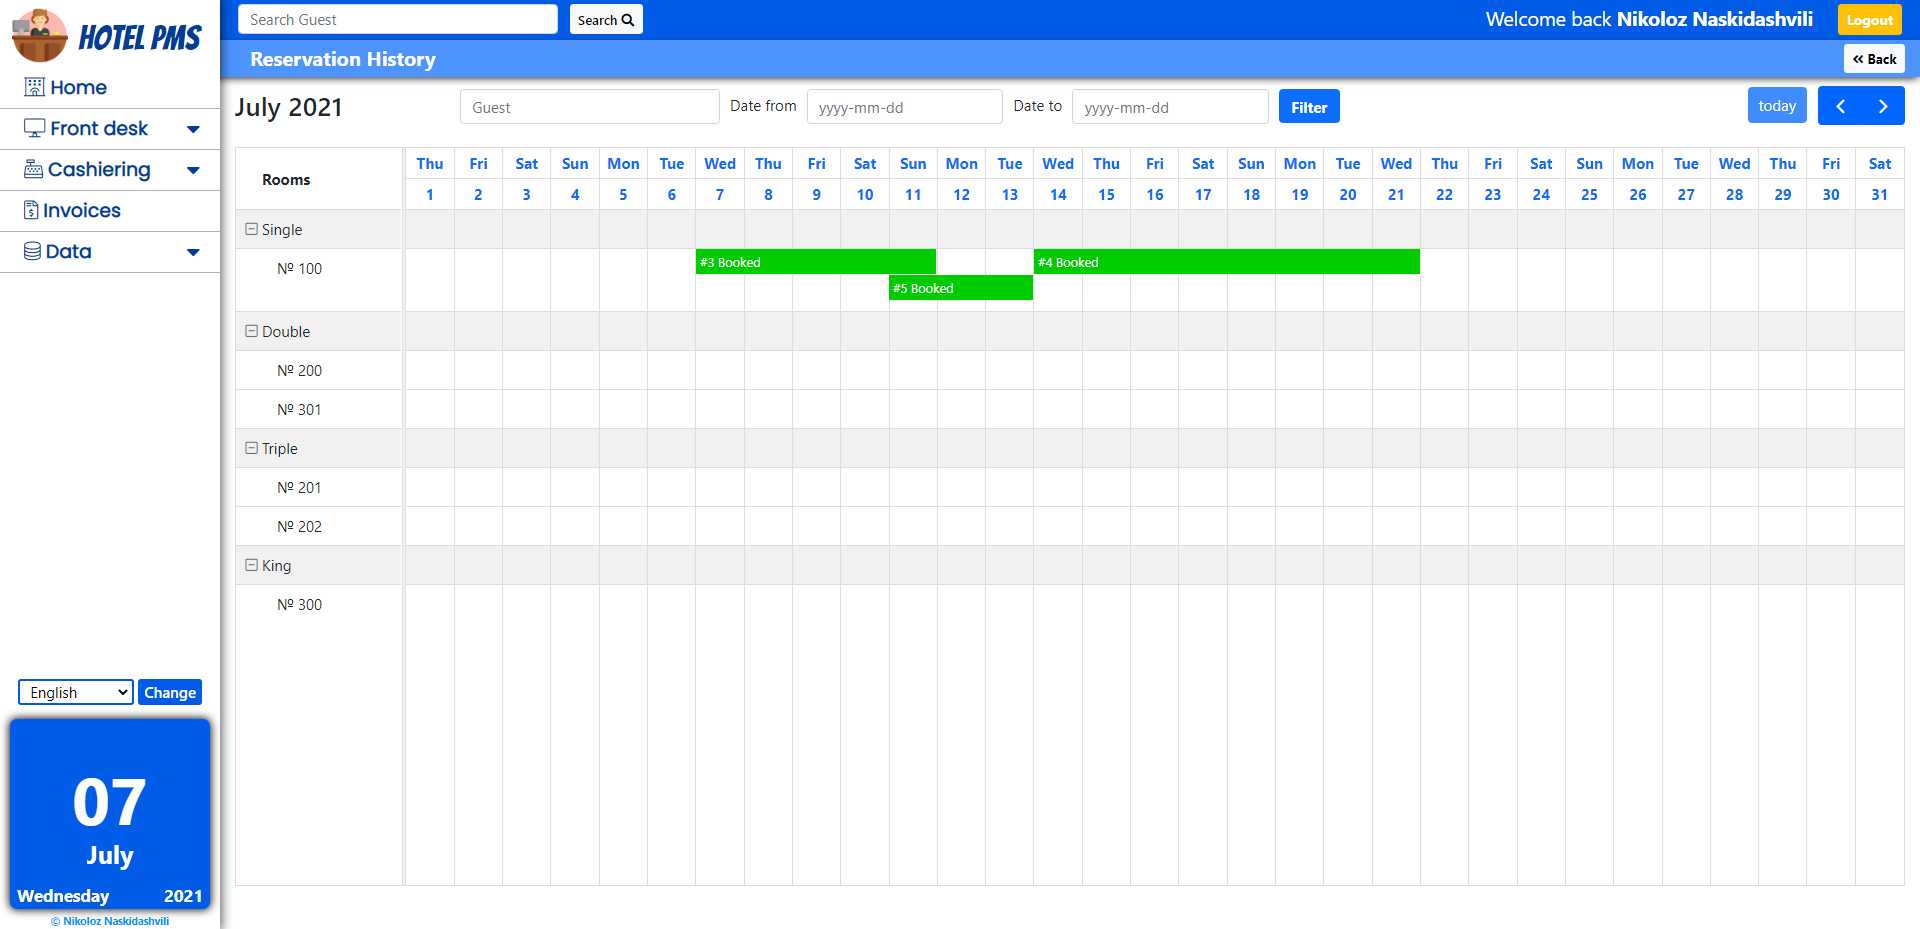 HOTEL PMS
Home
Front desk
Cashiering
Invoices
Data
English
Change
07
July
Wednesday 2021
© Nikoloz Naskidashvili
Search Guest
Search
Welcome back Nikoloz Naskidashvili
Logout
Reservation History
Back
July 2021
Guest
Date from
yyyy-mm-dd
Date to
yyyy-mm-dd
Filter
today
Rooms
Thu Fri Sat Sun Mon Tue Wed Thu Fri Sat Sun Mon Tue Wed Thu Fri Sat Sun Mon Tue Wed Thu Fri Sat Sun Mon Tue Wed Thu Fri Sat
1 2 3 4 5 6 7 8 9 10 11 12 13 14 15 16 17 18 19 20 21 22 23 24 25 26 27 28 29 30 31
Single
№ 100
#3 Booked
#4 Booked
#5 Booked
Double
№ 200
№ 301
Triple
№ 201
№ 202
King
№ 300